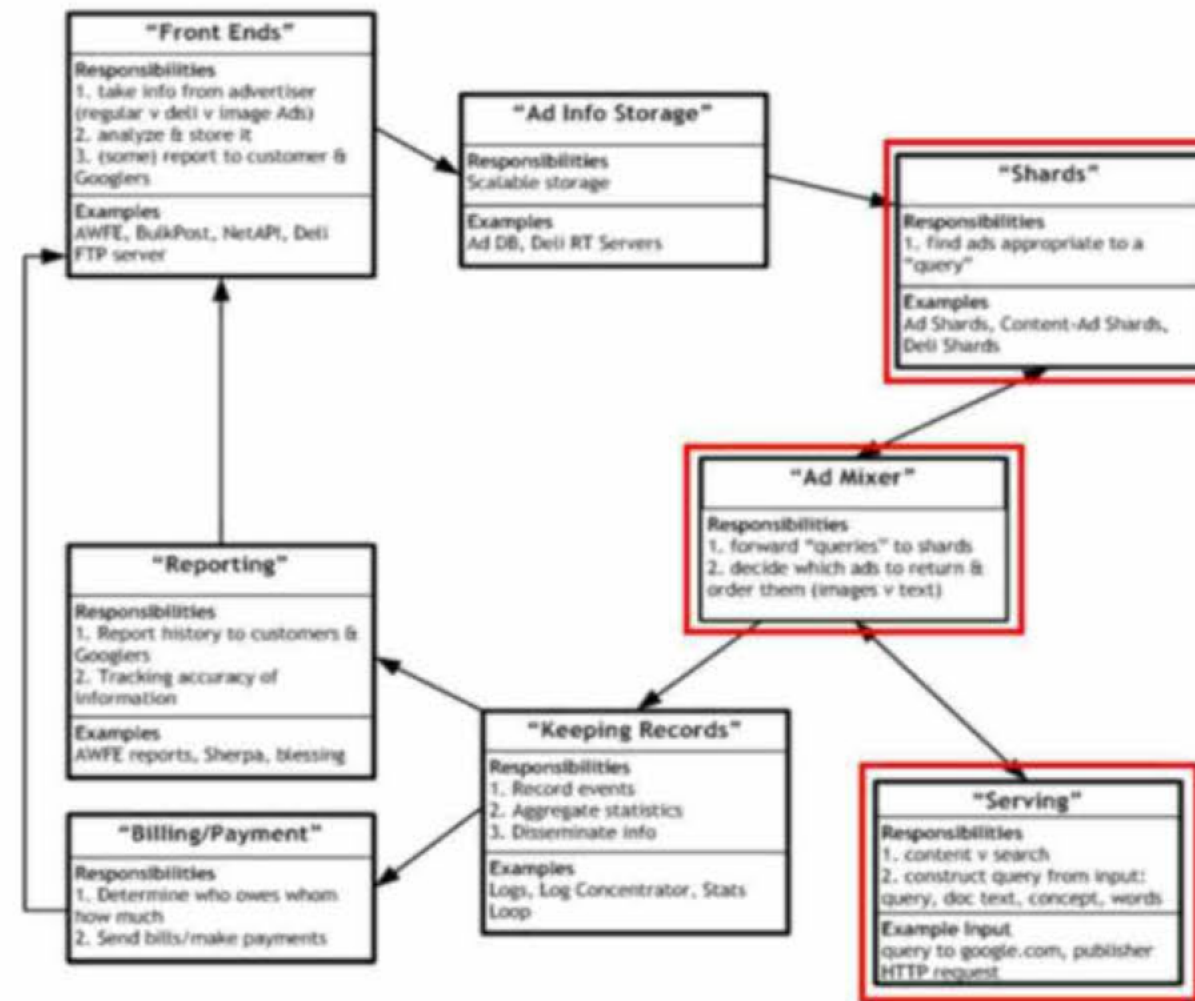 “Front Ends”
Responsibilities
1. take info from advertiser
(regular v deli v image Ads)
2. analyze & store it
3. (some) report to customer &
Googlers
Examples
AWFE, BulkPost, NetAPI, Deli
FTP server
“Ad Info Storage”
Responsibilities
Scalable storage
Examples
Ad DB, Deli RT Servers
“Shards”
Responsibilities
1. find ads appropriate to a
“query”
Examples
Ad Shards, Content-Ad Shards,
Deli Shards
“Ad Mixer”
Responsibilities
1. forward “queries” to shards
2. decide which ads to return &
order them (images v text)
“Reporting”
Responsibilities
1. Report history to customers &
Googlers
2. Tracking accuracy of
information
Examples
AWFE reports, Sherpa, blessing
“Keeping Records”
Responsibilities
1. Record events
2. Aggregate statistics
3. Disseminate info
Examples
Logs, Log Concentrator, Stats
Loop
“Billing/Payment”
Responsibilities
1. Determine who owes whom
how much
2. Send bills/make payments
“Serving”
Responsibilities
1. content v search
2. construct query from input:
query, doc text, concept, words
Example Input
query to google.com, publisher
HTTP request